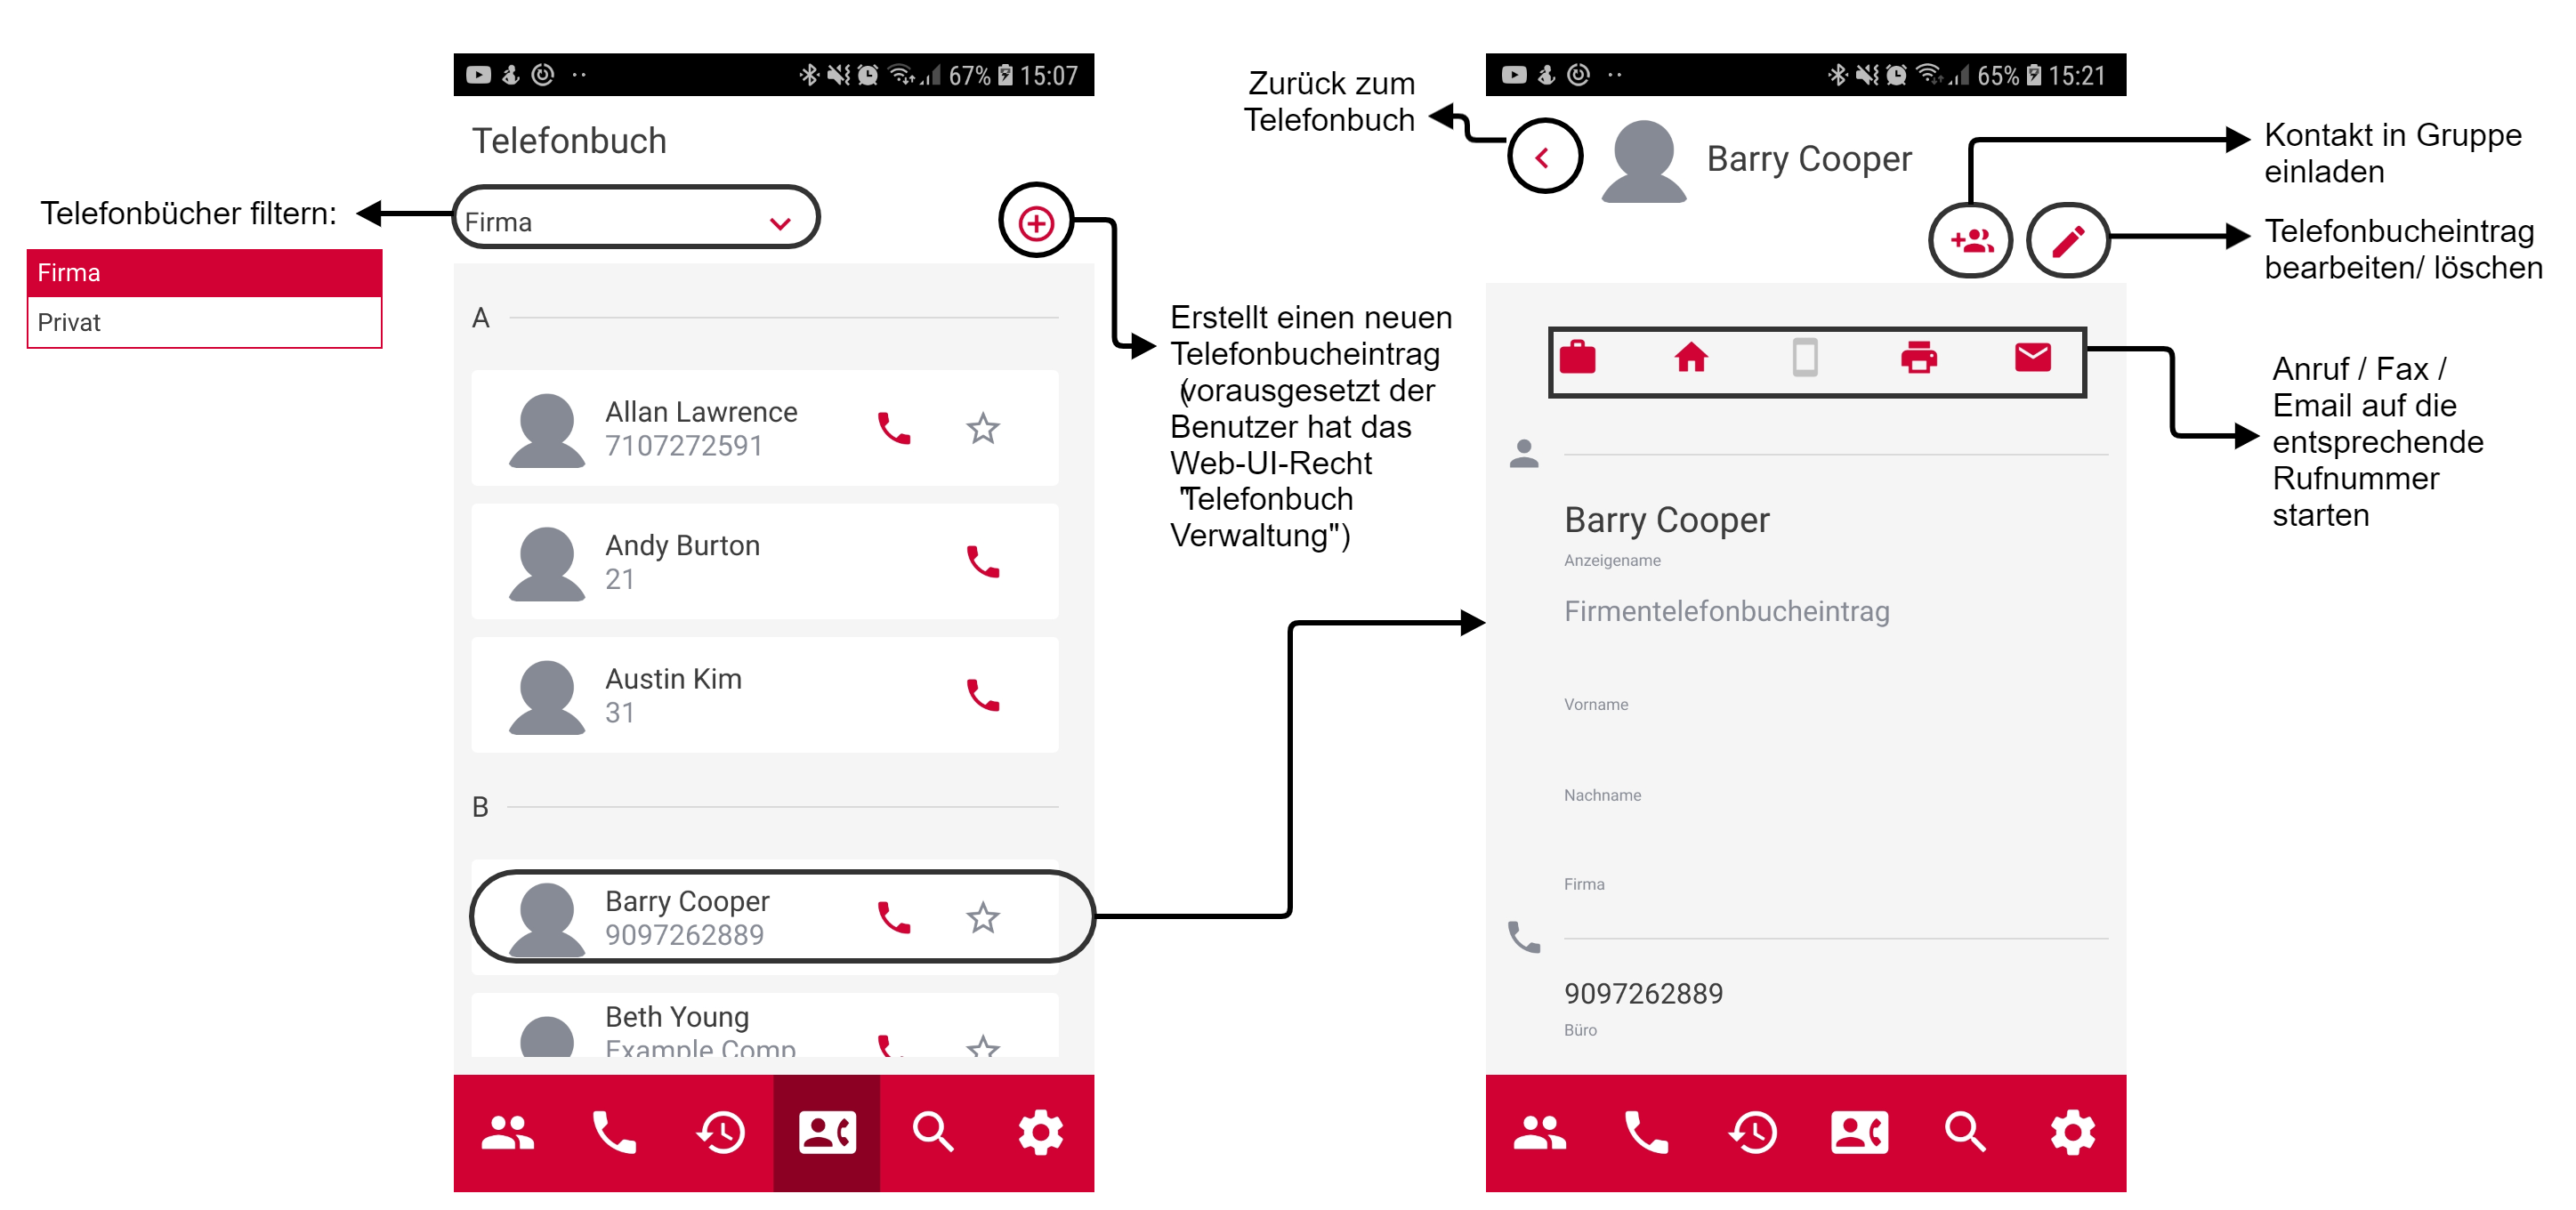 67% 15:07
Telefonbuch
Telefonbücher filtern:
Firma
Firma
Privat
A
Allan Lawrence
7107272591
Andy Burton
21
Austin Kim
31
B
Barry Cooper
9097262889
Beth Young
Example Comp
Erstellt einen neuen
Telefonbucheintrag
(vorausgesetzt der
Benutzer hat das
Web-UI-Recht
"Telefonbuch
Verwaltung")
Zurück zum
Telefonbuch
65% 15:21
Barry Cooper
Kontakt in Gruppe
einladen
Telefonbucheintrag
bearbeiten/ löschen
Anruf / Fax /
Email auf die
entsprechende
Rufnummer
starten
Barry Cooper
Anzeigename
Firmentelefonbucheintrag
Vorname
Nachname
Firma
9097262889
Büro